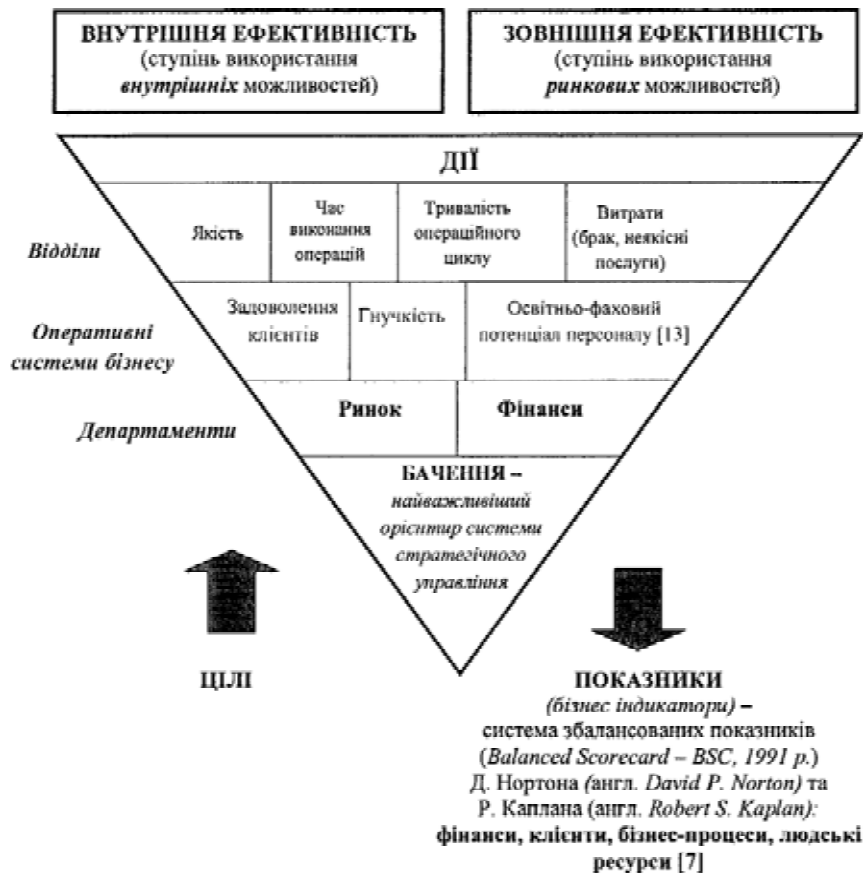 ВНУТРІШНЯ ЕФЕКТИВНІСТЬ
(ступінь використання
внутрішніх можливостей)
ЗОВНІШНЯ ЕФЕКТИВНІСТЬ
(ступінь використання
ринкових можливостей)
ДІЇ
Відділи
Якість
Час
виконання
операцій
Тривалість
операційного
циклу
Витрати
(брак, неякісні
послуги)
Оперативні
системи бізнесу
Задоволення
клієнтів
Гнучкість
Освітньо-фаховий
потенціал персоналу [13]
Департаменти
Ринок
Фінанси
БАЧЕННЯ –
найважливіший
орієнтир системи
стратегічного
управління
ЦІЛІ
ПОКАЗНИКИ
(бізнес індикатори) –
система збалансованих показників
(Balanced Scorecard – BSC, 1991 р.)
Д. Нортона (англ. David P. Norton) та
Р. Каплана (англ. Robert S. Kaplan):
фінанси, клієнти, бізнес-процеси, людські
ресурси [7]